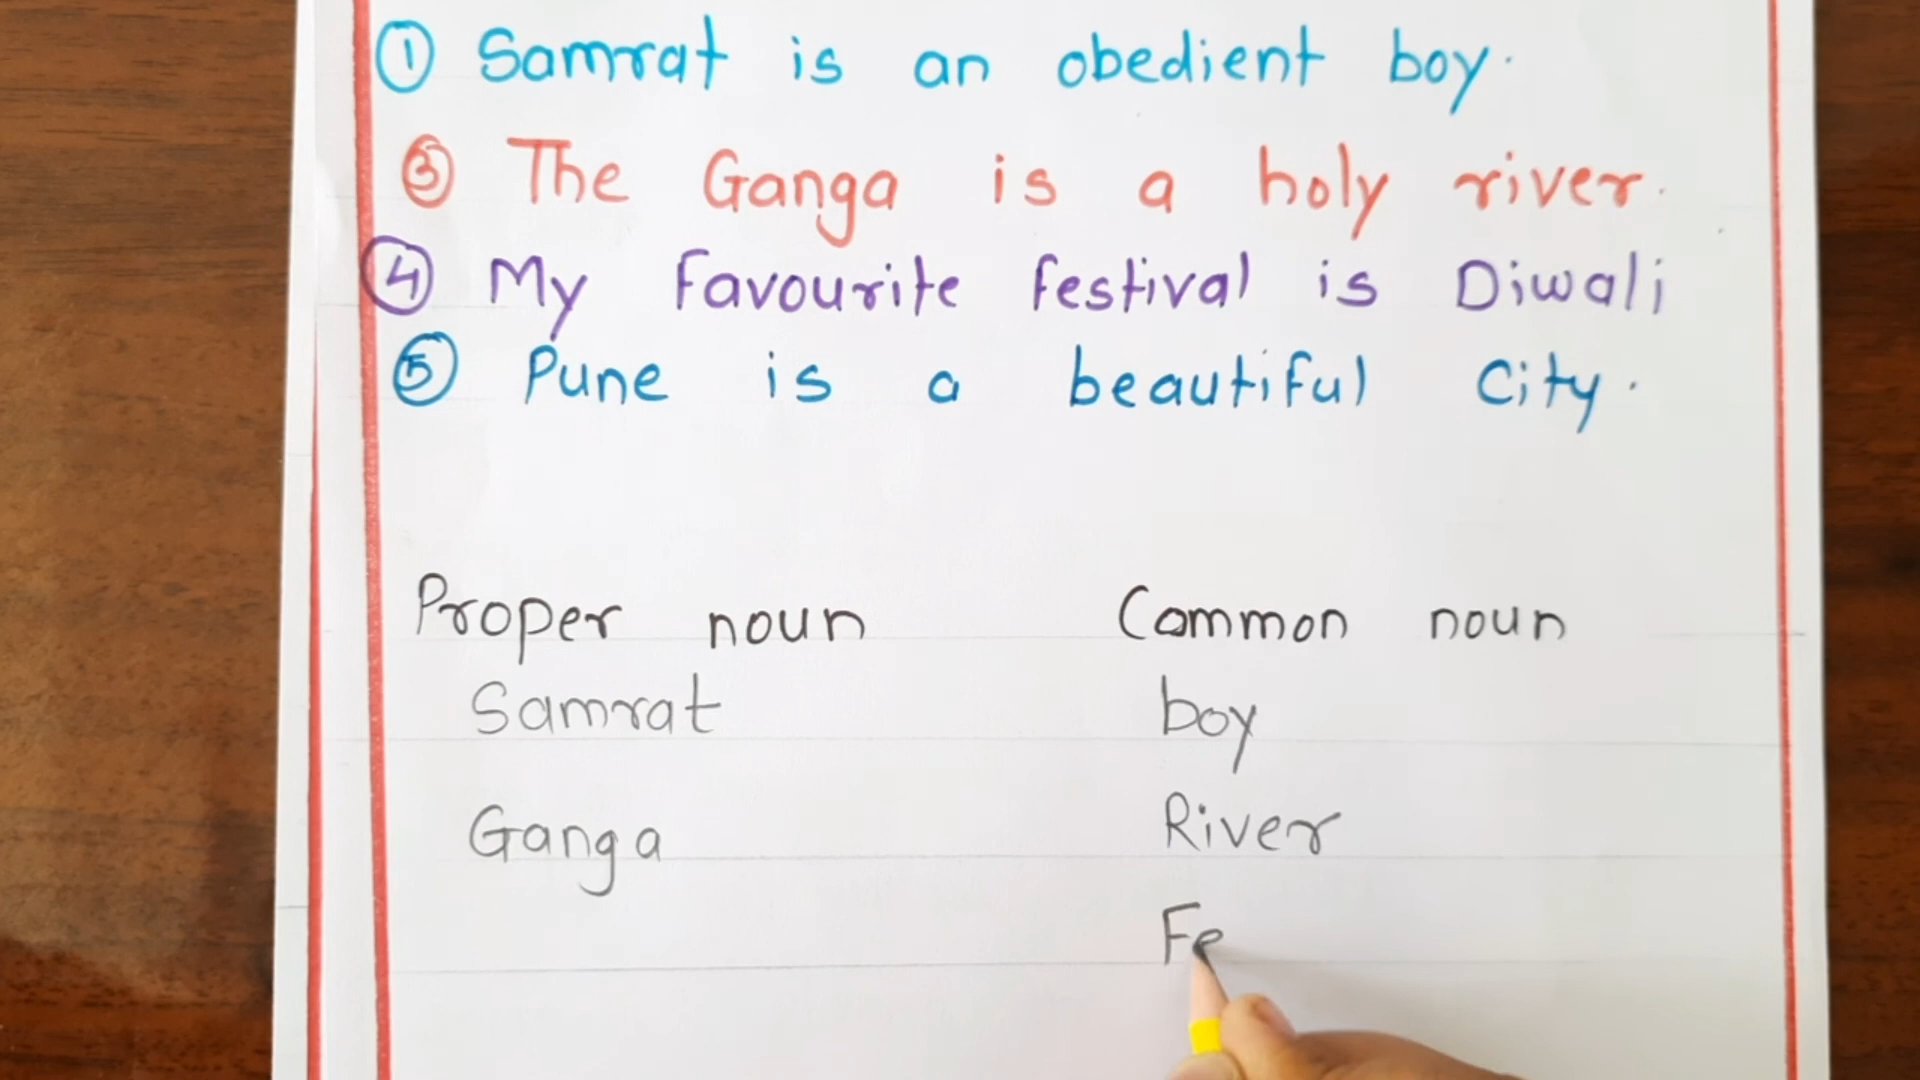 ① Samrat is an obedient boy.
③ The Ganga is a holy river.
④ My favourite festival is Diwali
⑤ Pune is a beautiful City.
Proper noun Common noun
Samrat boy
Ganga River
Fe